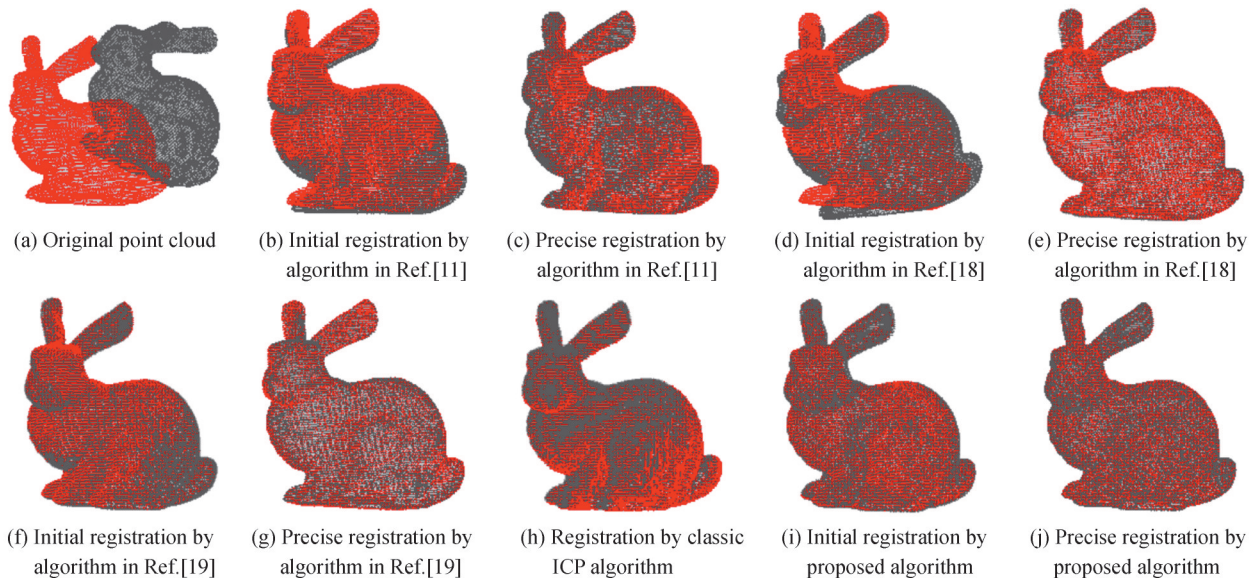 (a) Original point cloud
(b) Initial registration by
algorithm in Ref.[11]
(c) Precise registration by
algorithm in Ref.[11]
(d) Initial registration by
algorithm in Ref.[18]
(e) Precise registration by
algorithm in Ref.[18]
(f) Initial registration by
algorithm in Ref.[19]
(g) Precise registration by
algorithm in Ref.[19]
(h) Registration by classic
ICP algorithm
(i) Initial registration by
proposed algorithm
(j) Precise registration by
proposed algorithm